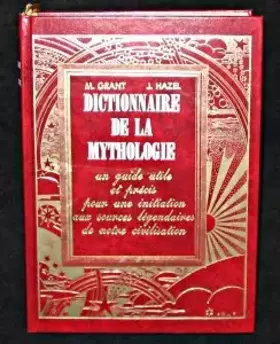 M. GRANT J. HAZEL
DICTIONNAIRE
DE LA
MYTHOLOGIE
un guide utile
et précis
pour une initiation
aux sources légendaires
de notre civilisation